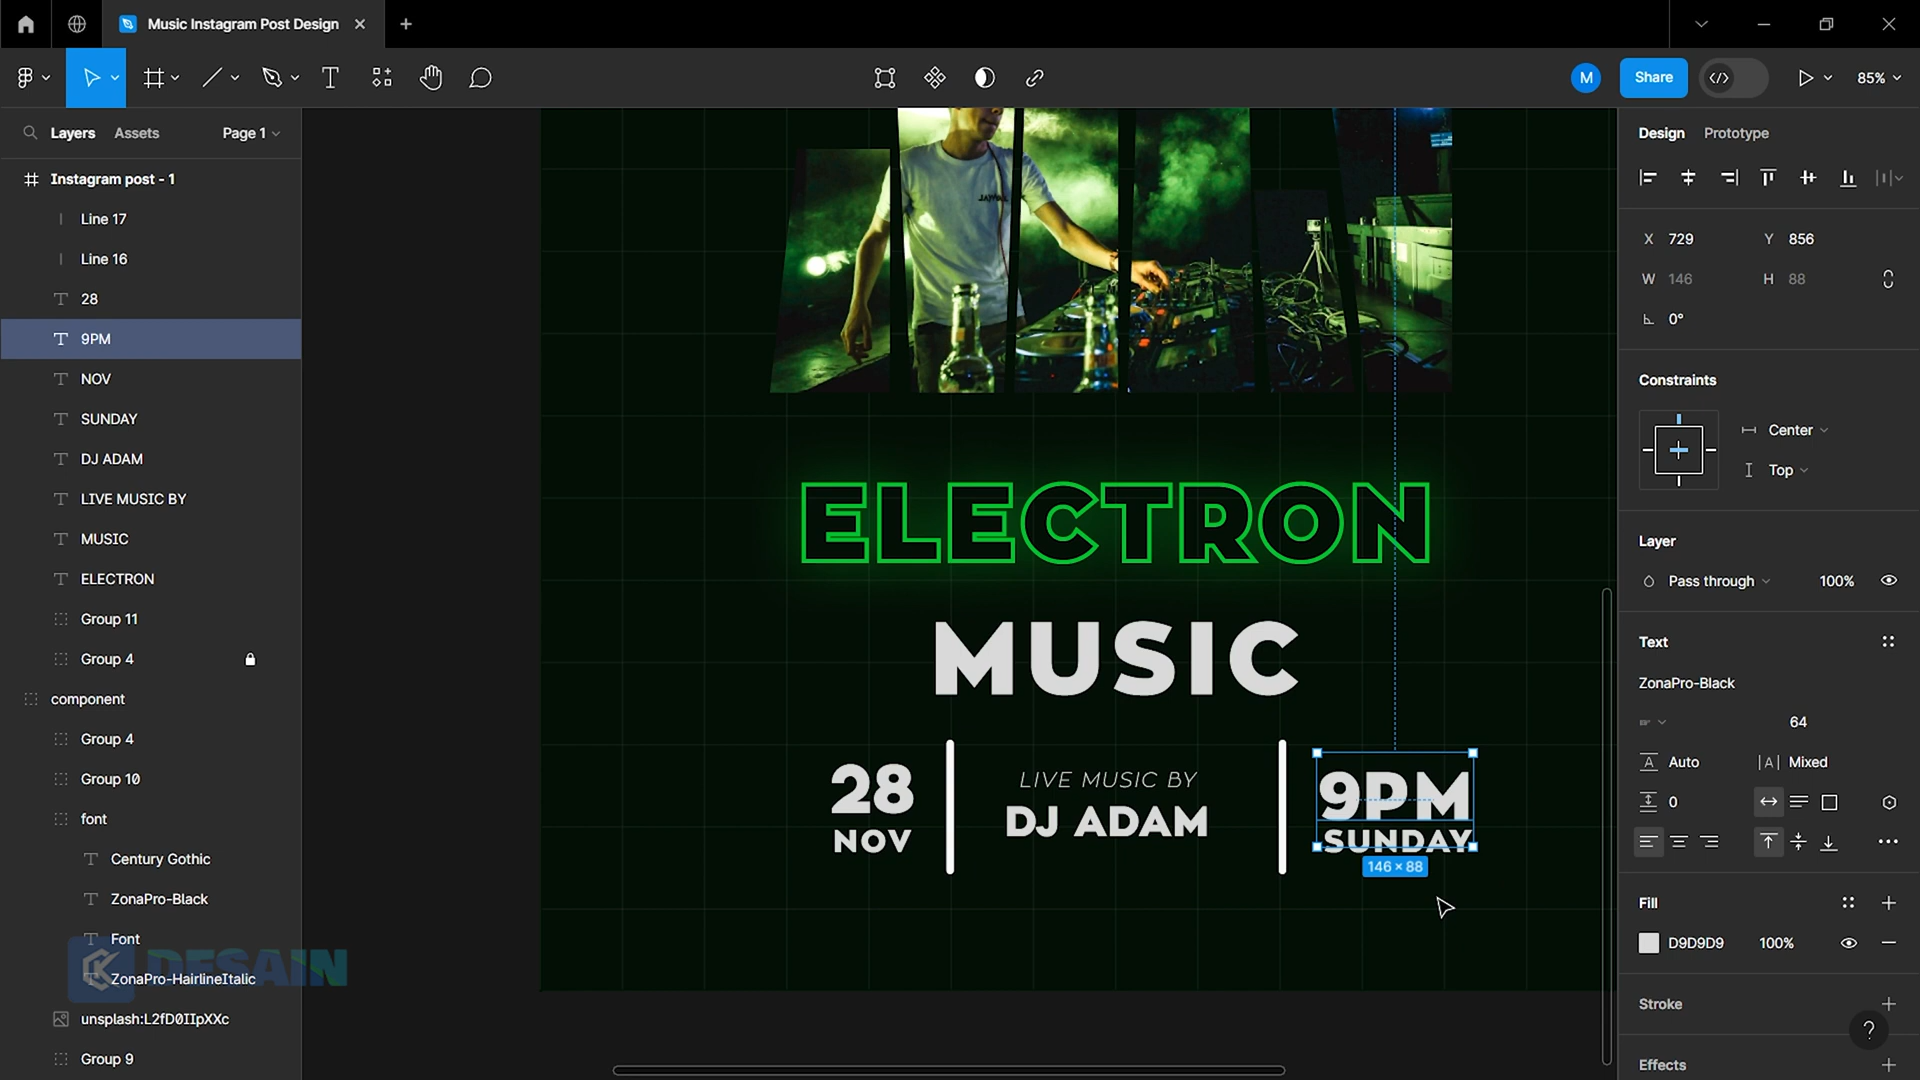 Music Instagram Post Design
M
Share
85%
Layers
Assets
Page 1
Instagram post - 1
Line 17
Line 16
28
9PM
NOV
SUNDAY
DJ ADAM
LIVE MUSIC BY
MUSIC
ELECTRON
Group 11
Group 4
component
Group 4
Group 10
font
Century Gothic
ZonaPro-Black
Font
ZonaPro-HairlineItalic
unsplash:L2fD0IIpXXc
Group 9
DESAIN
ELECTRON
MUSIC
28
NOV
LIVE MUSIC BY
DJ ADAM
9PM
SUNDAY
146 × 88
Design
Prototype
X 729
Y 856
W 146
H 88
0°
Constraints
Center
Top
Layer
Pass through
100%
Text
ZonaPro-Black
64
Auto
|A| Mixed
0
Fill
D9D9D9
100%
Stroke
?
Effects